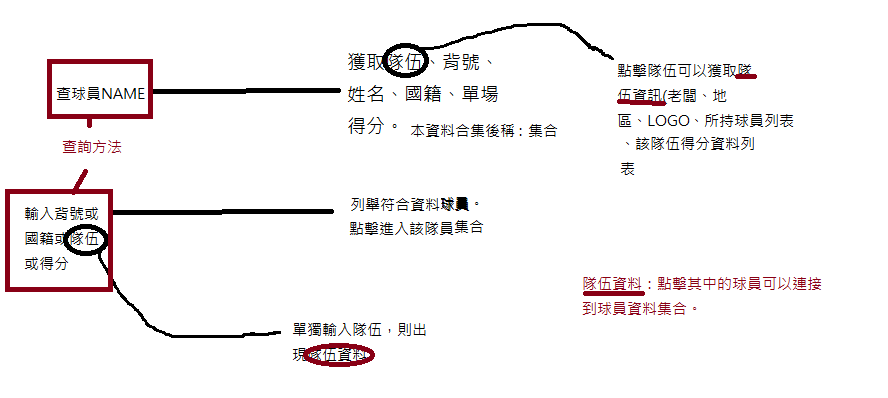 查球員NAME
獲取隊伍、背號、
姓名、國籍、單場
得分。 本資料合集後稱：集合
點擊隊伍可以獲取隊
伍資訊(老闆、地
區、LOGO、所持球員列表
、該隊伍得分資料列
表
查詢方法
輸入背號或
國籍或隊伍
或得分
列舉符合資料球員。
點擊進入該隊員集合
隊伍資料：點擊其中的球員可以連接
到球員資料集合。
單獨輸入隊伍，則出
現隊伍資料